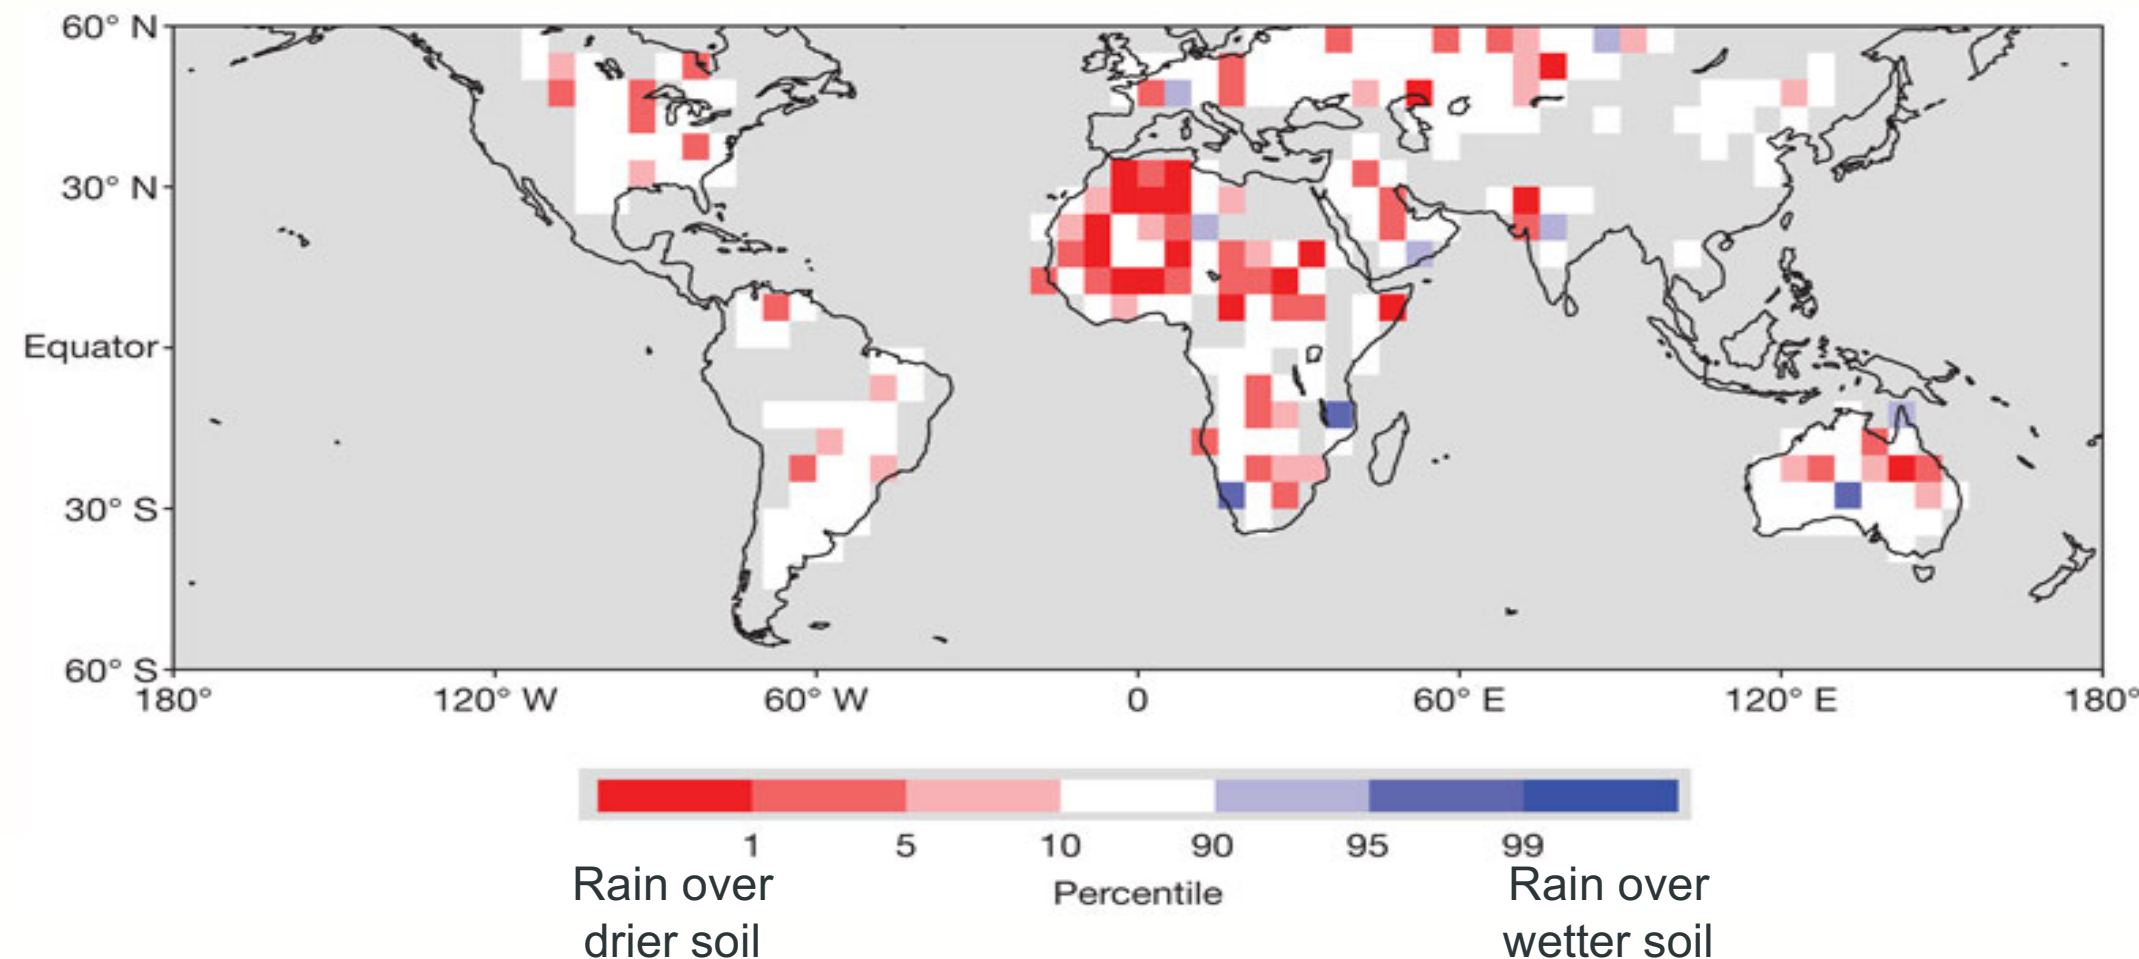 60° N
30° N
Equator
30° S
60° S
180° 120° W 60° W 0 60° E 120° E 180°
1 5 10 90 95 99
Percentile
Rain over
drier soil
Rain over
wetter soil